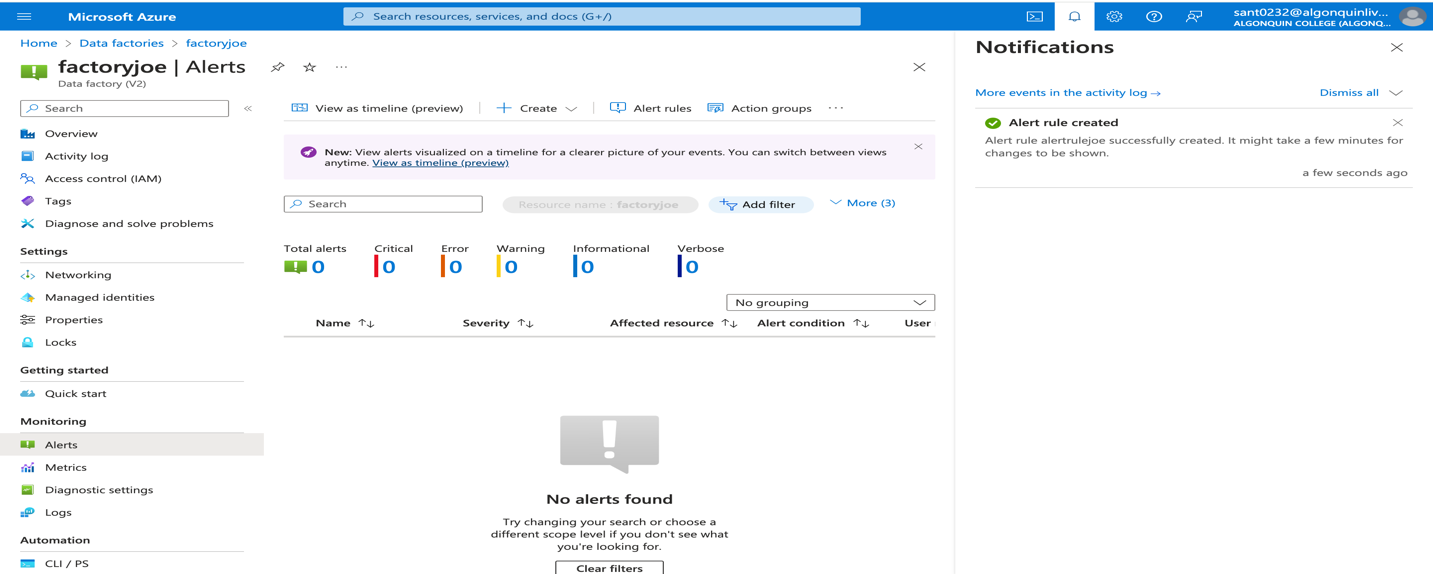 Microsoft Azure
Search resources, services, and docs (G+/)
sant0232@algonquinliv...
ALGONQUIN COLLEGE (ALGONQ...
Home > Data factories > factoryjoe
factoryjoe | Alerts
Data factory (V2)
Search
Overview
Activity log
Access control (IAM)
Tags
Diagnose and solve problems
Settings
Networking
Managed identities
Properties
Locks
Getting started
Quick start
Monitoring
Alerts
Metrics
Diagnostic settings
Logs
Automation
CLI / PS
View as timeline (preview)
Create
Alert rules
Action groups
New: View alerts visualized on a timeline for a clearer picture of your events. You can switch between views
anytime. View as timeline (preview)
Search
Resource name : factoryjoe
Add filter
More (3)
Total alerts Critical Error Warning Informational Verbose
0 0 0 0 0 0
No grouping
Name Severity Affected resource Alert condition User
No alerts found
Try changing your search or choose a
different scope level if you don't see what
you're looking for.
Clear filters
Notifications
More events in the activity log →
Dismiss all
Alert rule created
Alert rule alertrulejoe successfully created. It might take a few minutes for
changes to be shown.
a few seconds ago